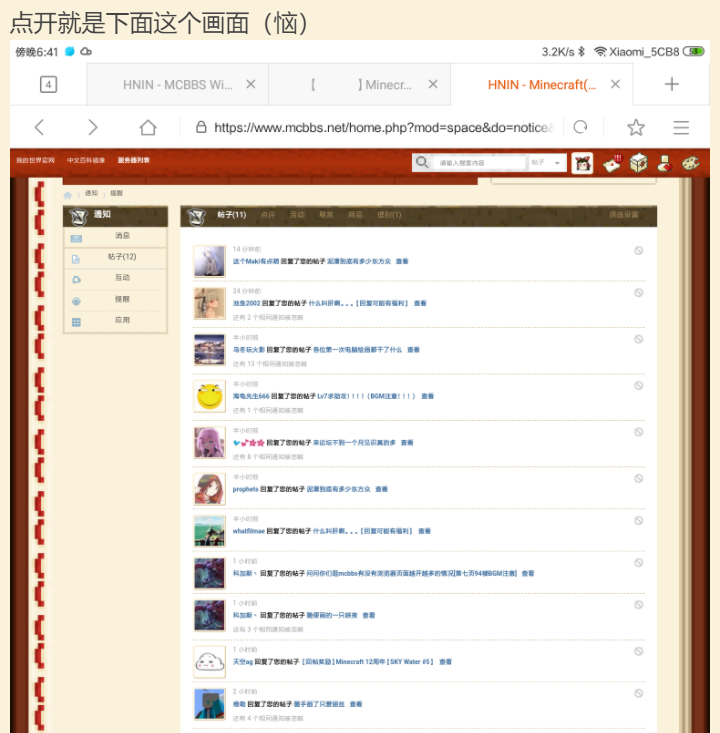 点开就是下面这个画面（恼）
傍晚6:41
3.2K/s Xiaomi_5CB8 53
4
HNIN - MCBBS Wi...
【 】Minecr...
HNIN - Minecraft(...
https://www.mcbbs.net/home.php?mod=space&do=notice&
我的世界官网 中文百科镜像 服务器列表
请输入搜索内容 帖子
通知 提醒
通知
消息
帖子(12)
互动
提醒
应用
帖子(11) 点评 活动 悬赏 商品 提到(1) 筛选设置
14 分钟前
这个Maki有点萌 回复了您的帖子 泥潭到底有多少东方众 查看
24 分钟前
池鱼2002 回复了您的帖子 什么叫肝啊。。。[回复可能有福利] 查看
还有 2 个相同通知被忽略
半小时前
乌冬玩火影 回复了您的帖子 各位第一次电脑绘画都干了什么 查看
还有 13 个相同通知被忽略
半小时前
海龟先生666 回复了您的帖子 Lv7求助攻！！！（BGM注意！！） 查看
还有 1 个相同通知被忽略
半小时前
回复了您的帖子 来论坛不到一个月见识真的多 查看
还有 8 个相同通知被忽略
半小时前
prophets 回复了您的帖子 泥潭到底有多少东方众 查看
半小时前
whatfilmae 回复了您的帖子 什么叫肝啊。。。[回复可能有福利] 查看
1 小时前
科加斯丶 回复了您的帖子 问问你们逛mcbbs有没有浏览器页面越开越多的情况[第七页94楼BGM注意] 查看
1 小时前
科加斯丶 回复了您的帖子 随便画的一只妖夜 查看
还有 3 个相同通知被忽略
1 小时前
天空ag 回复了您的帖子 [回帖奖励] Minecraft 12周年 [SKY Water #5] 查看
2 小时前
回复了您的帖子 随手画了只爱丽丝 查看
还有 4 个相同通知被忽略